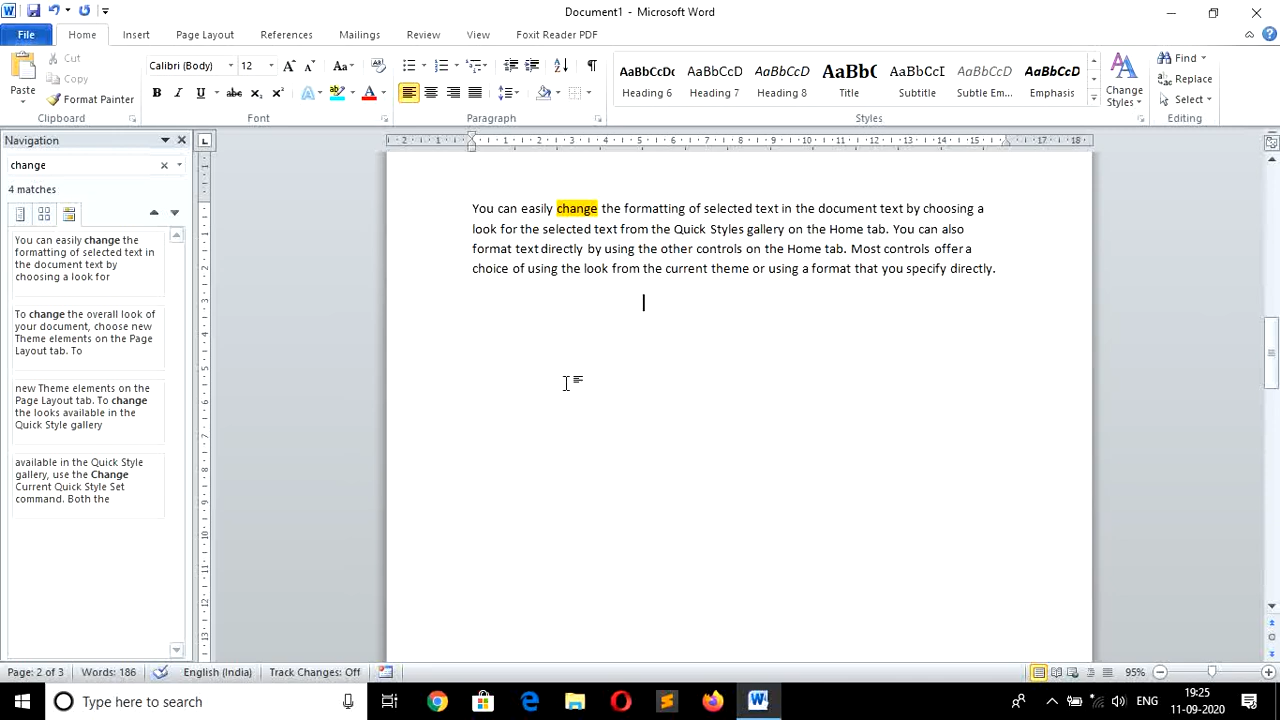 Document1 - Microsoft Word
File Home Insert Page Layout References Mailings Review View Foxit Reader PDF
Cut
Copy
Format Painter
Paste
Clipboard
Calibri (Body) 12
Font
Paragraph
AaBbCcDc AaBbCcD AaBbCcD AaBbC AaBbCcI AaBbCcD AaBbCcD
Heading 6 Heading 7 Heading 8 Title Subtitle Subtle Em... Emphasis
Styles
Change
Styles
Find
Replace
Select
Editing
Navigation
change
4 matches
You can easily change the
formatting of selected text in
the document text by
choosing a look for
To change the overall look of
your document, choose new
Theme elements on the Page
Layout tab. To
new Theme elements on the
Page Layout tab. To change
the looks available in the
Quick Style gallery
available in the Quick Style
gallery, use the Change
Current Quick Style Set
command. Both the
You can easily change the formatting of selected text in the document text by choosing a
look for the selected text from the Quick Styles gallery on the Home tab. You can also
format text directly by using the other controls on the Home tab. Most controls offer a
choice of using the look from the current theme or using a format that you specify directly.
Page: 2 of 3 Words: 186 English (India) Track Changes: Off 95%
Type here to search
ENG
19:25
11-09-2020